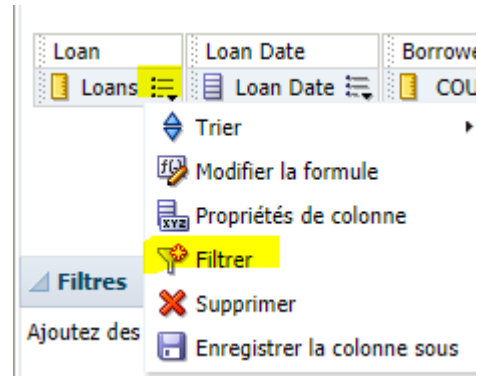 Loan Loan Date Borrowe
Loans Loan Date COU
Trier
Modifier la formule
Propriétés de colonne
Filtrer
Filtres
Supprimer
Ajoutez des
Enregistrer la colonne sous